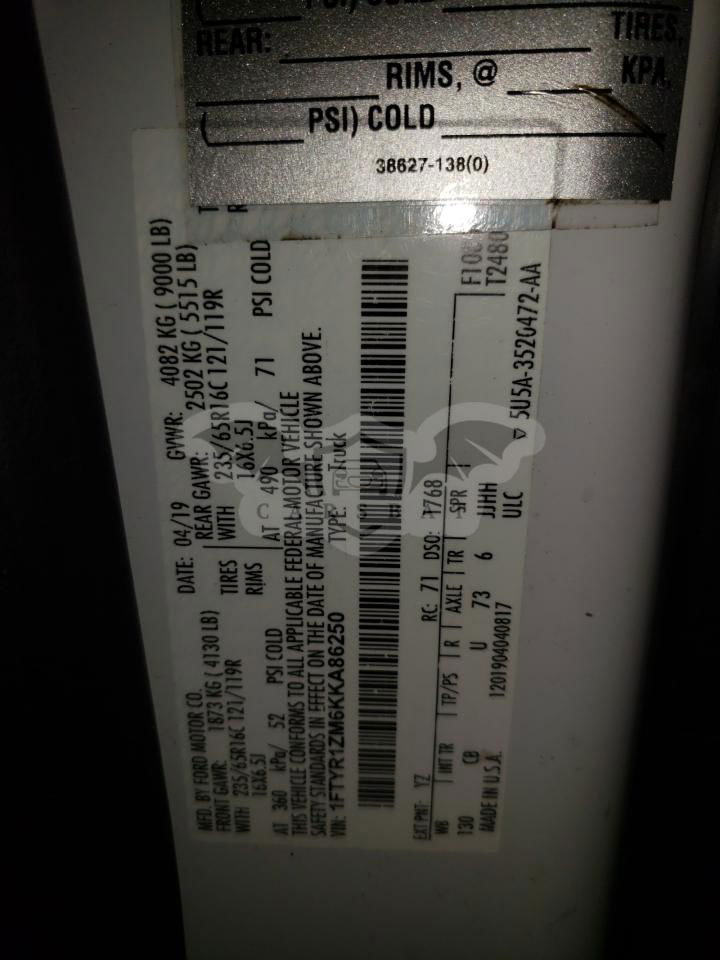 PSI) COLD
REAR: TIRES,
RIMS, @ KPA,
( PSI) COLD
38627-138(0)
MFD. BY FORD MOTOR CO.
DATE: 04/19 GVWR: 4082 KG ( 9000 LB)
FRONT GAWR: 1873 KG ( 4130 LB)
REAR GAWR: 2502 KG ( 5515 LB)
WITH 235/65R16C 121/119R TIRES WITH 235/65R16C 121/119R T
16X6.5J RIMS 16X6.5J R
AT 360 kPa/ 52 PSI COLD AT 490 kPa/ 71 PSI COLD
THIS VEHICLE CONFORMS TO ALL APPLICABLE FEDERAL MOTOR VEHICLE
SAFETY STANDARDS IN EFFECT ON THE DATE OF MANUFACTURE SHOWN ABOVE.
VIN: 1FTYR1ZM6KKA86250 TYPE: Truck
EXT PNT: YZ RC: 71 DSO: 1768
WB INT TR TP/PS R AXLE TR SPR
130 CB U 73 6 JJHH
MADE IN U.S.A. 1201904040817 ULC
T2480
5U5A-3520472-AA